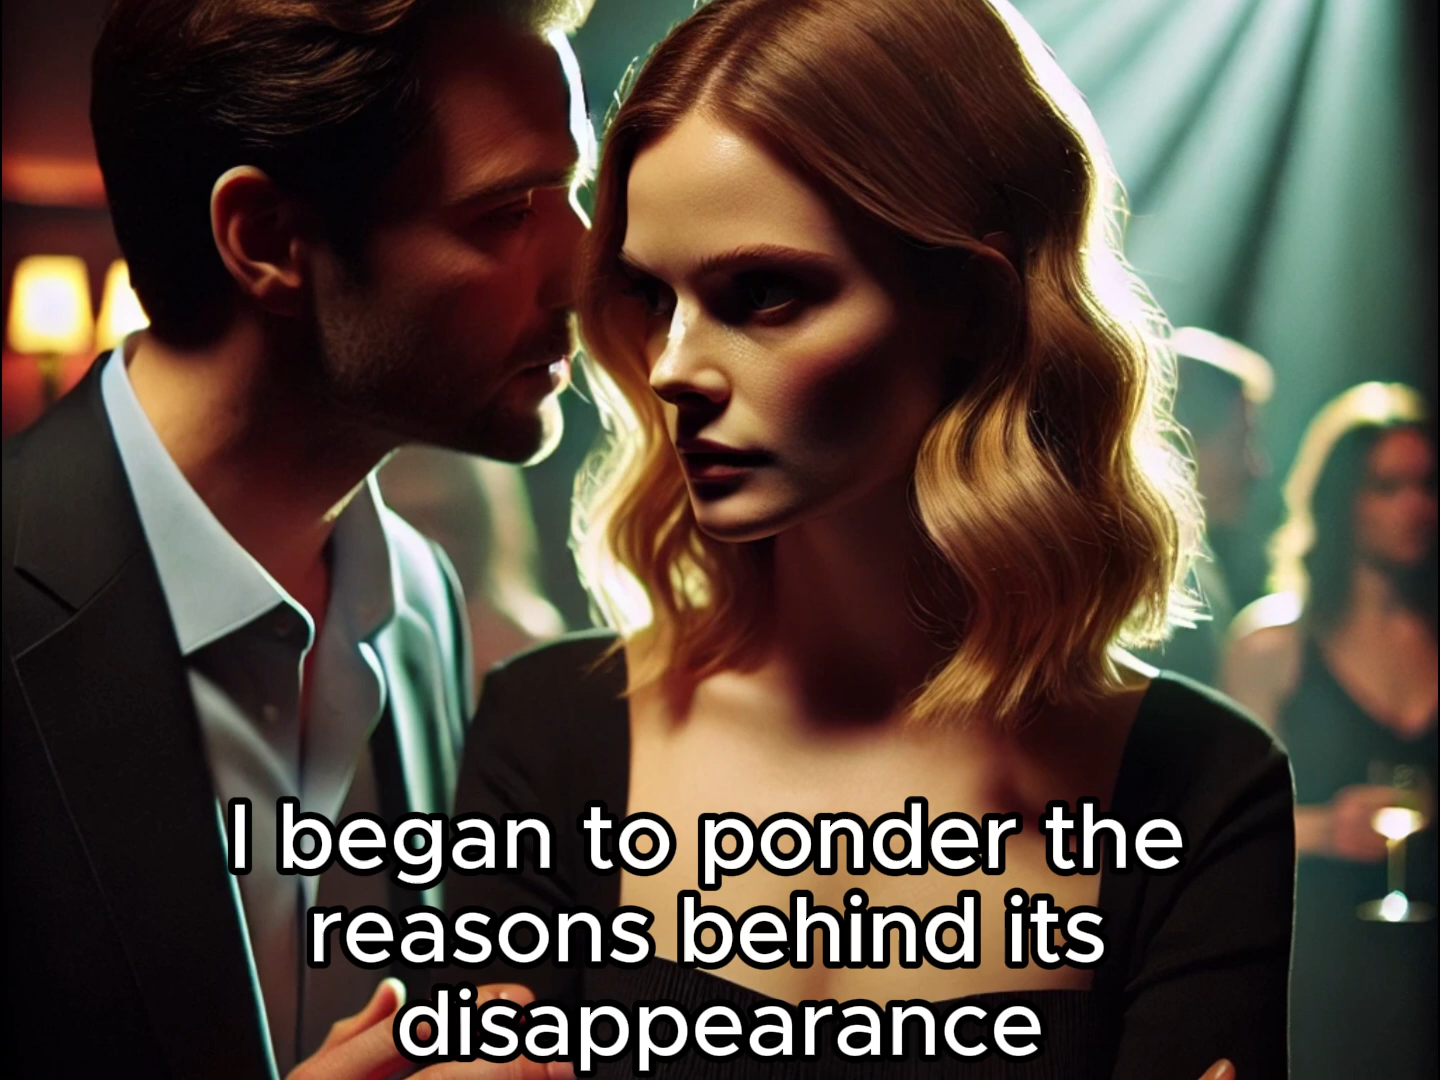 I began to ponder the
reasons behind its
disappearance